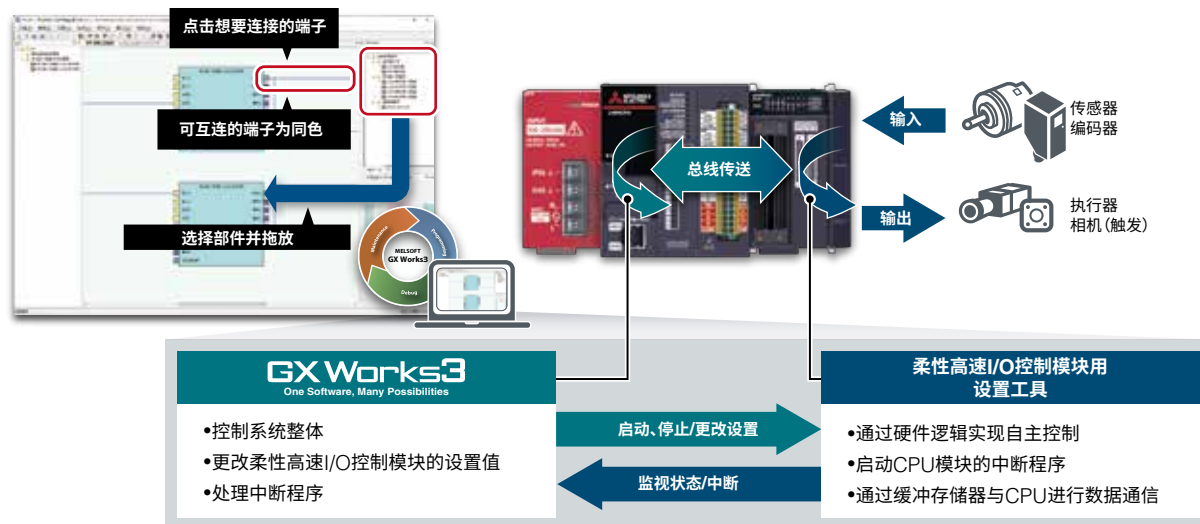 点击想要连接的端子
可互连的端子为同色
选择部件并拖放
Maintenance
Programming
Debug
MELSOFT
GX Works3
MITSUBISHI
ELECTRIC
INPUT
总线传送
输入
传感器
编码器
输出
执行器
相机(触发)
GX Works3
One Software, Many Possibilities
•控制系统整体
•更改柔性高速I/O控制模块的设置值
•处理中断程序
启动、停止/更改设置
监视状态/中断
柔性高速I/O控制模块用
设置工具
•通过硬件逻辑实现自主控制
•启动CPU模块的中断程序
•通过缓冲存储器与CPU进行数据通信